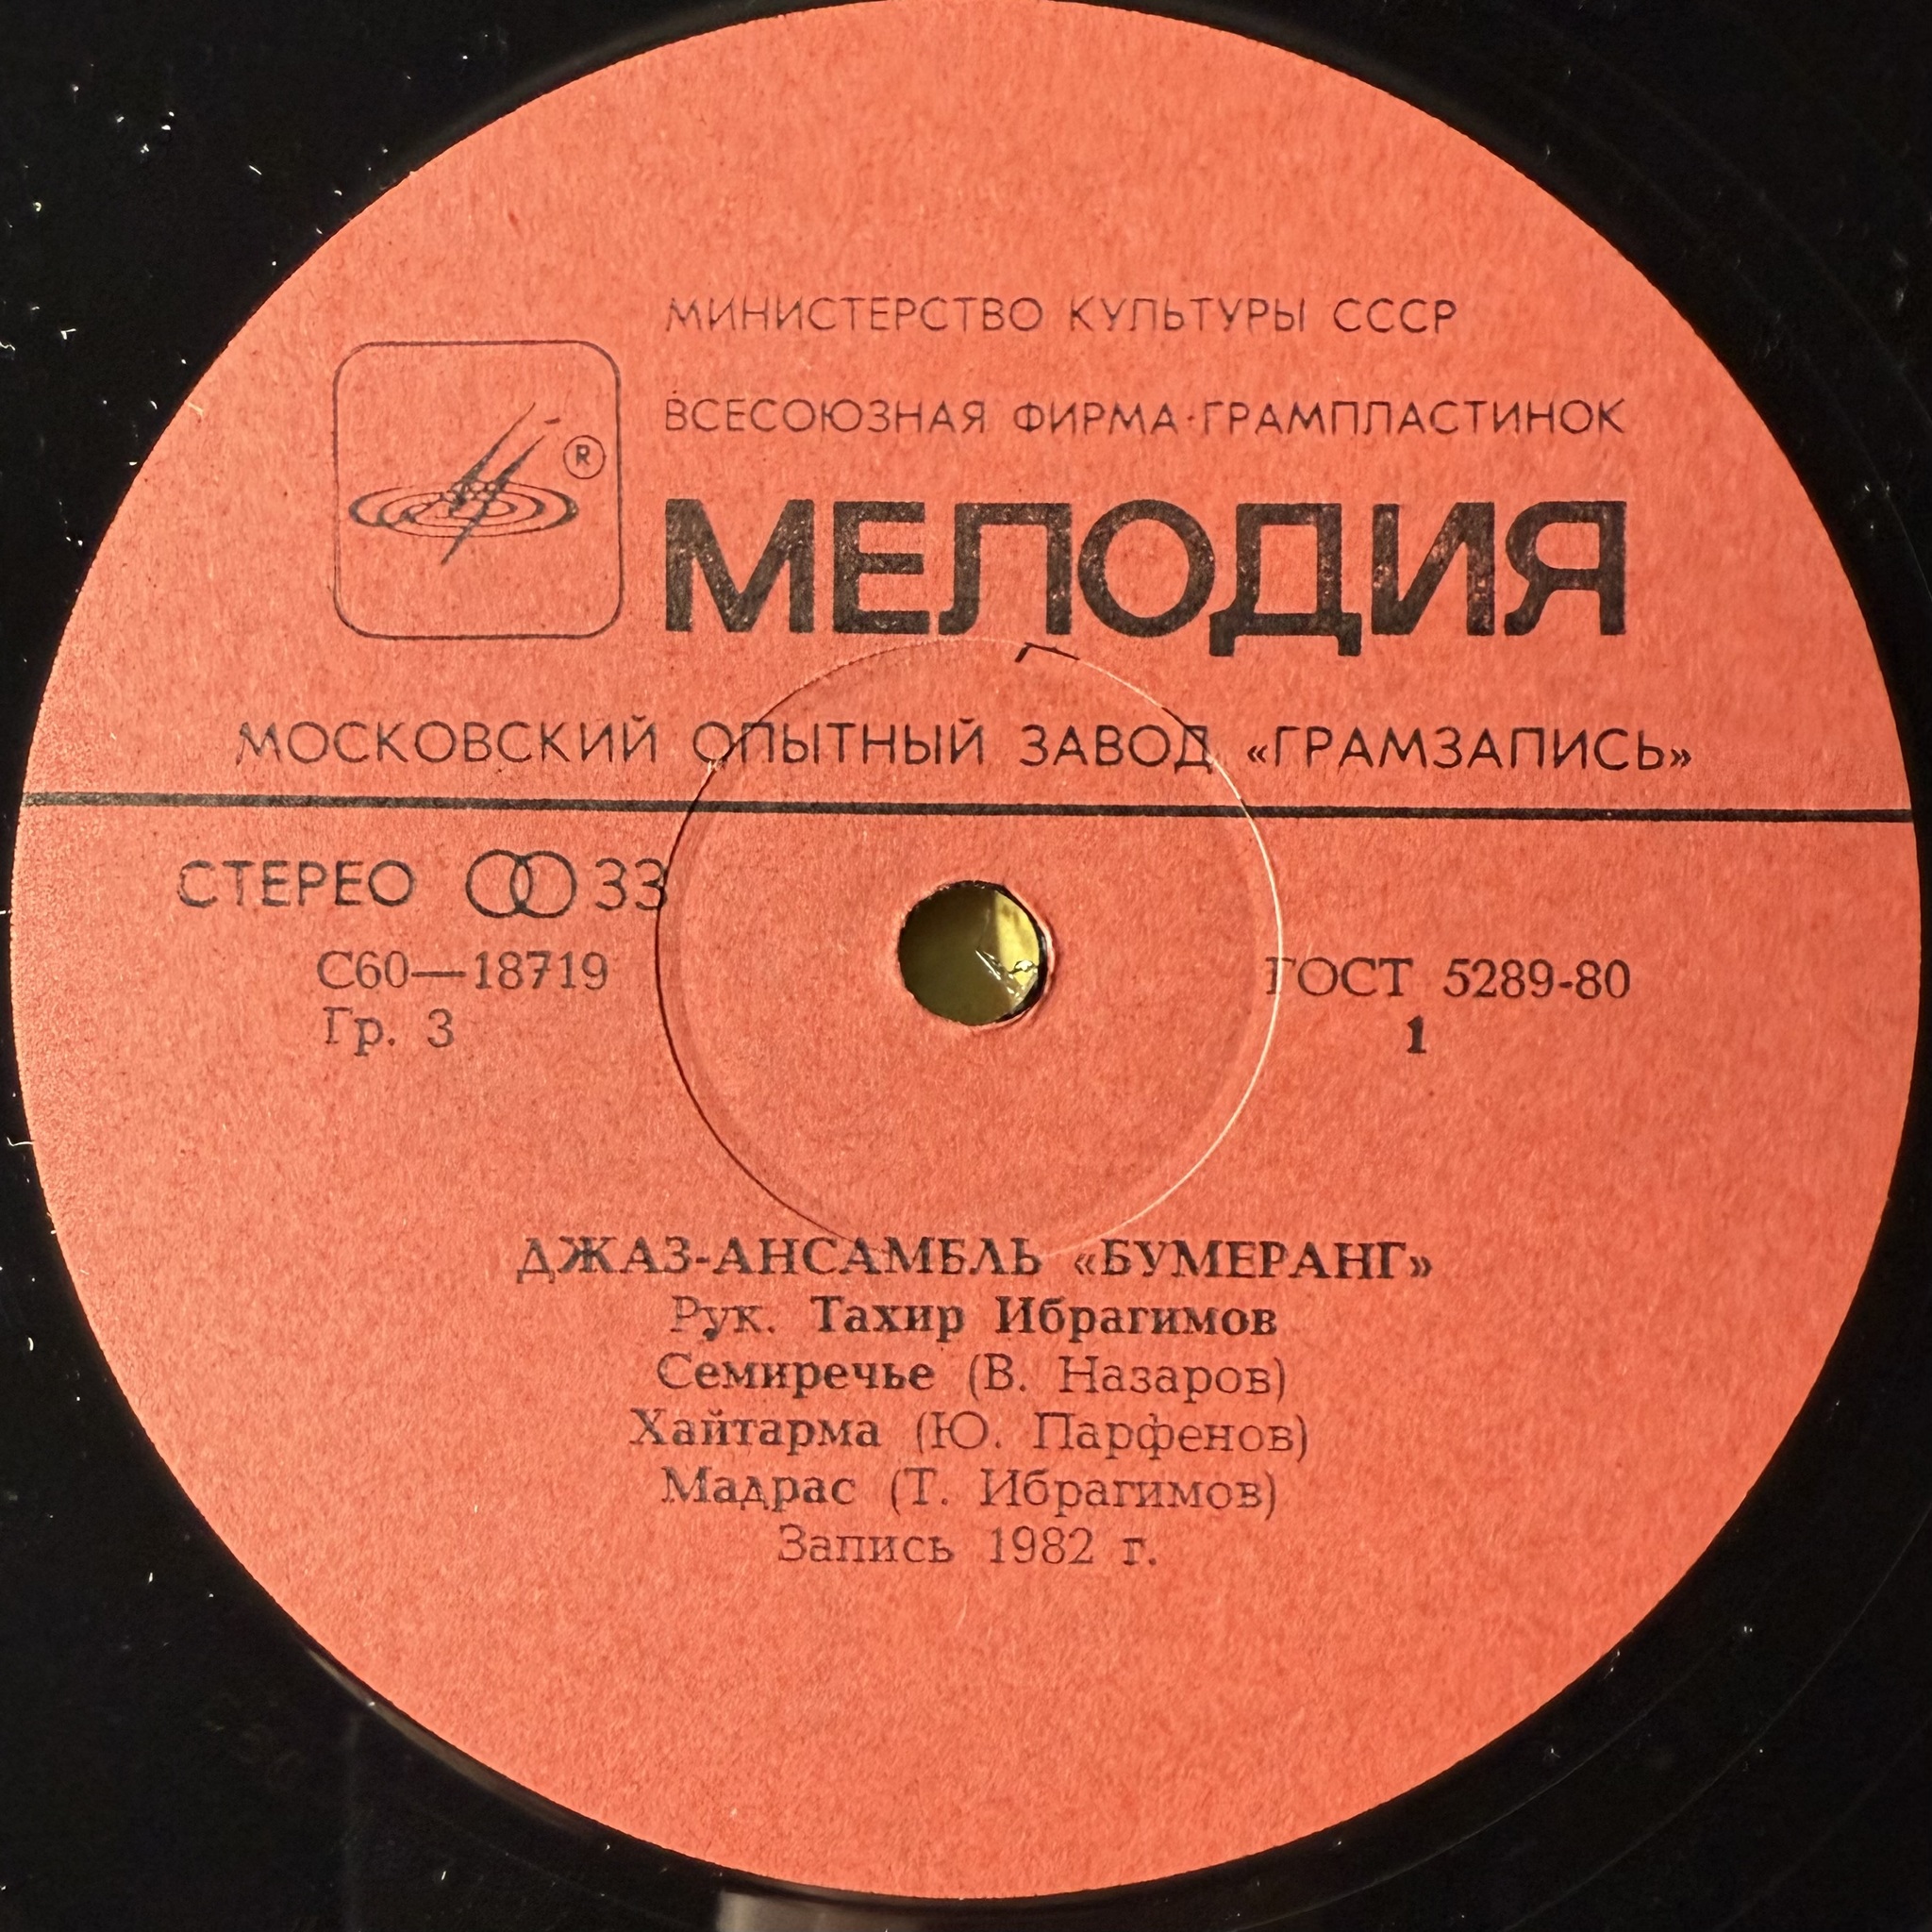 МИНИСТЕРСТВО КУЛЬТУРЫ СССР
ВСЕСОЮЗНАЯ ФИРМА·ГРАМПЛАСТИНОК
®
МЕЛОДИЯ
МОСКОВСКИЙ ОПЫТНЫЙ ЗАВОД «ГРАМЗАПИСЬ»
СТЕРЕО 33
С60—18719
Гр. 3
ГОСТ 5289-80
1
ДЖАЗ-АНСАМБЛЬ «БУМЕРАНГ»
Рук. Тахир Ибрагимов
Семиречье (В. Назаров)
Хайтарма (Ю. Парфенов)
Мадрас (Т. Ибрагимов)
Запись 1982 г.